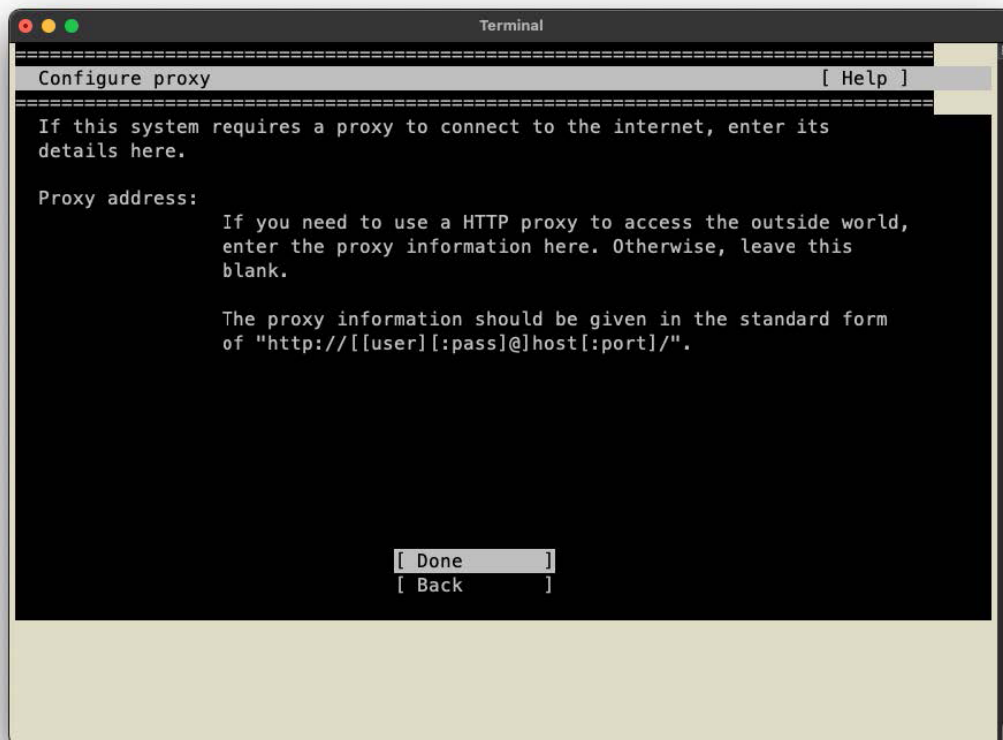 Terminal
================================================================================
Configure proxy [ Help ]
================================================================================
If this system requires a proxy to connect to the internet, enter its
details here.
Proxy address:
If you need to use a HTTP proxy to access the outside world,
enter the proxy information here. Otherwise, leave this
blank.
The proxy information should be given in the standard form
of "http://[[user][:pass]@]host[:port]/".
[ Done ]
[ Back ]